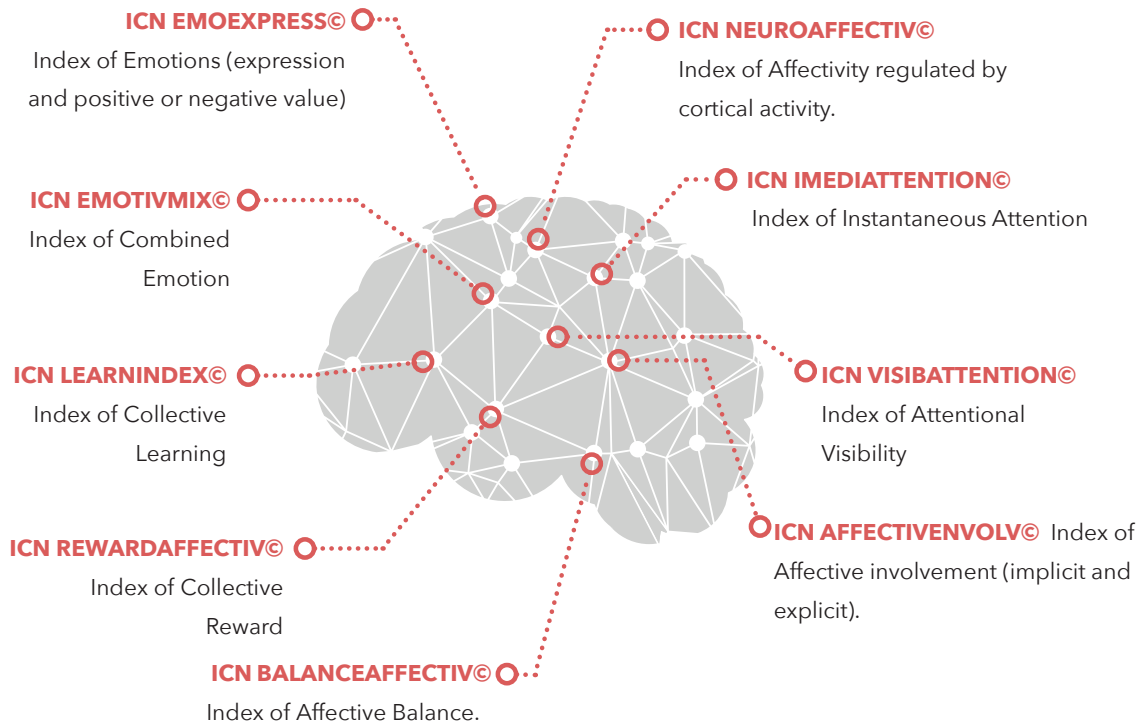 ICN EMOEXPRESS©
Index of Emotions (expression
and positive or negative value)
ICN NEUROAFFECTIV©
Index of Affectivity regulated by
cortical activity.
ICN EMOTIVMIX©
Index of Combined
Emotion
ICN IMEDIATTENTION©
Index of Instantaneous Attention
ICN LEARNINDEX©
Index of Collective
Learning
ICN VISIBATTENTION©
Index of Attentional
Visibility
ICN REWARDAFFECTIV©
Index of Collective
Reward
ICN AFFECTIVENVOLV© Index of
Affective involvement (implicit and
explicit).
ICN BALANCEAFFECTIV©
Index of Affective Balance.